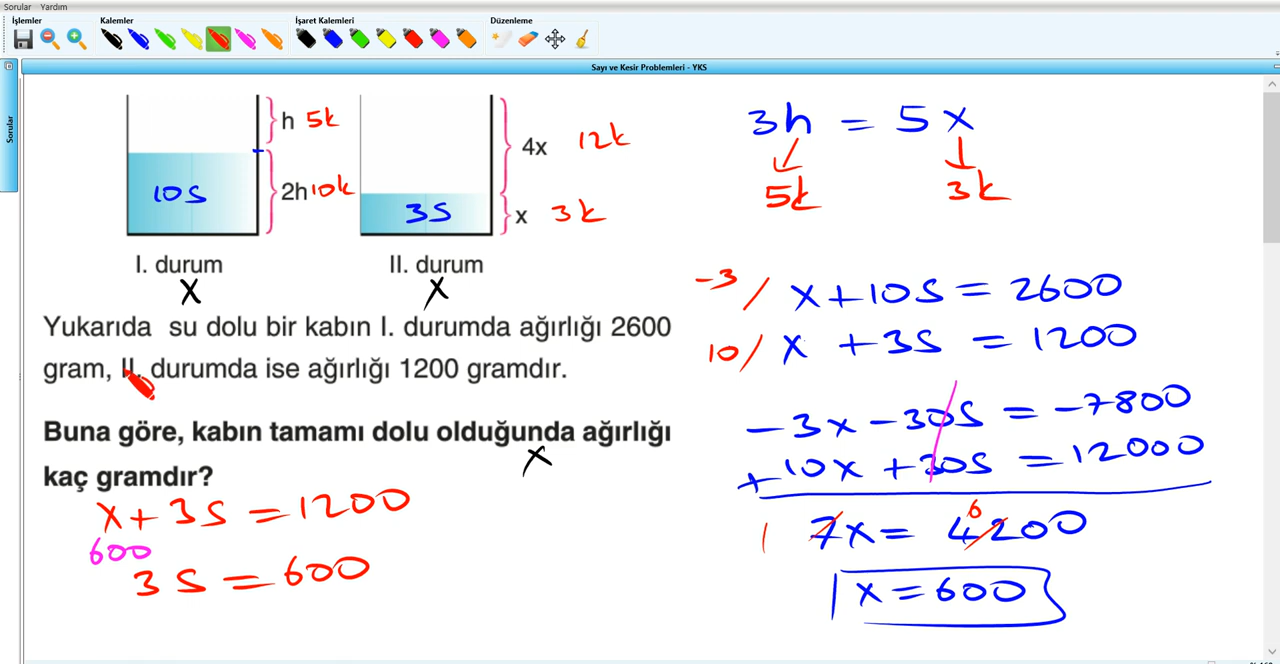 Sorular Yardım
İşlemler Kalemler İşaret Kalemleri Düzenleme
Sayı ve Kesir Problemleri - YKS
Sorular
h 5k
2h 10k
10S
4x 12k
x 3k
3S
I. durum II. durum
x x
Yukarıda su dolu bir kabın I. durumda ağırlığı 2600
gram, II. durumda ise ağırlığı 1200 gramdır.
Buna göre, kabın tamamı dolu olduğunda ağırlığı
x
kaç gramdır?
x + 3S = 1200
600
3S = 600
3h = 5x
5k 3k
-3 / x + 10S = 2600
10 / x + 3S = 1200
-3x - 30S = -7800
+10x + 30S = 12000
1 7x = 4200 6
x = 600